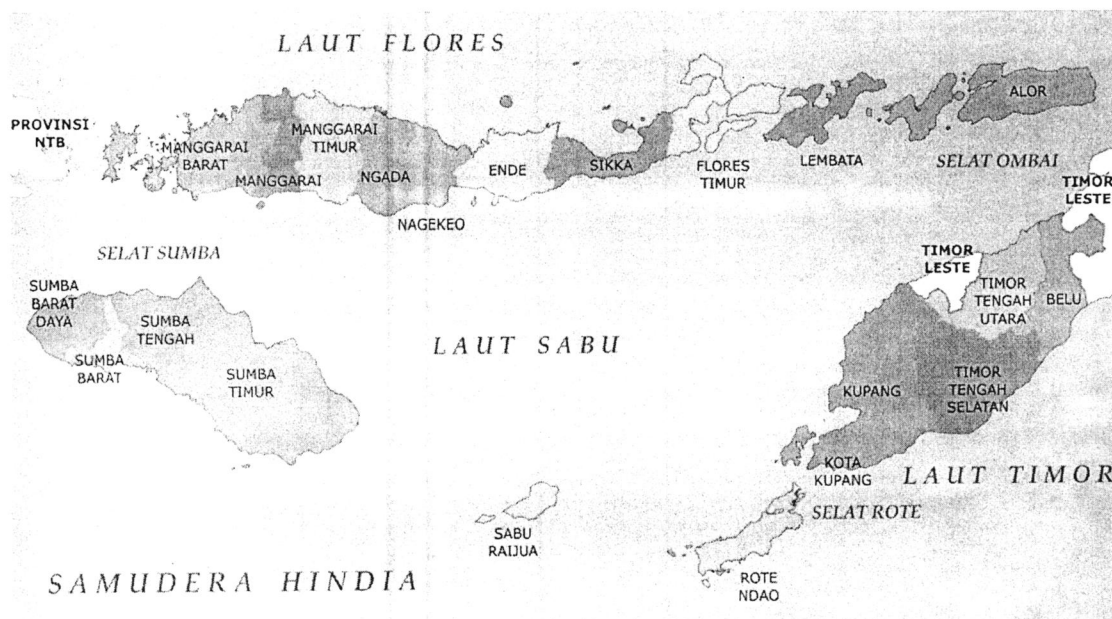 LAUT FLORES
PROVINSI
NTB
MANGGARAI
BARAT
MANGGARAI
MANGGARAI
TIMUR
NGADA
NAGEKEO
ENDE
SIKKA
FLORES
TIMUR
LEMBATA
ALOR
SELAT OMBAI
TIMOR
LESTE
SELAT SUMBA
TIMOR
LESTE
SUMBA
BARAT
DAYA
SUMBA
TENGAH
SUMBA
BARAT
SUMBA
TIMUR
LAUT SABU
TIMOR
TENGAH
UTARA
BELU
KUPANG
TIMOR
TENGAH
SELATAN
KOTA
KUPANG
LAUT TIMOR
SELAT ROTE
SABU
RAIJUA
ROTE
NDAO
SAMUDERA HINDIA